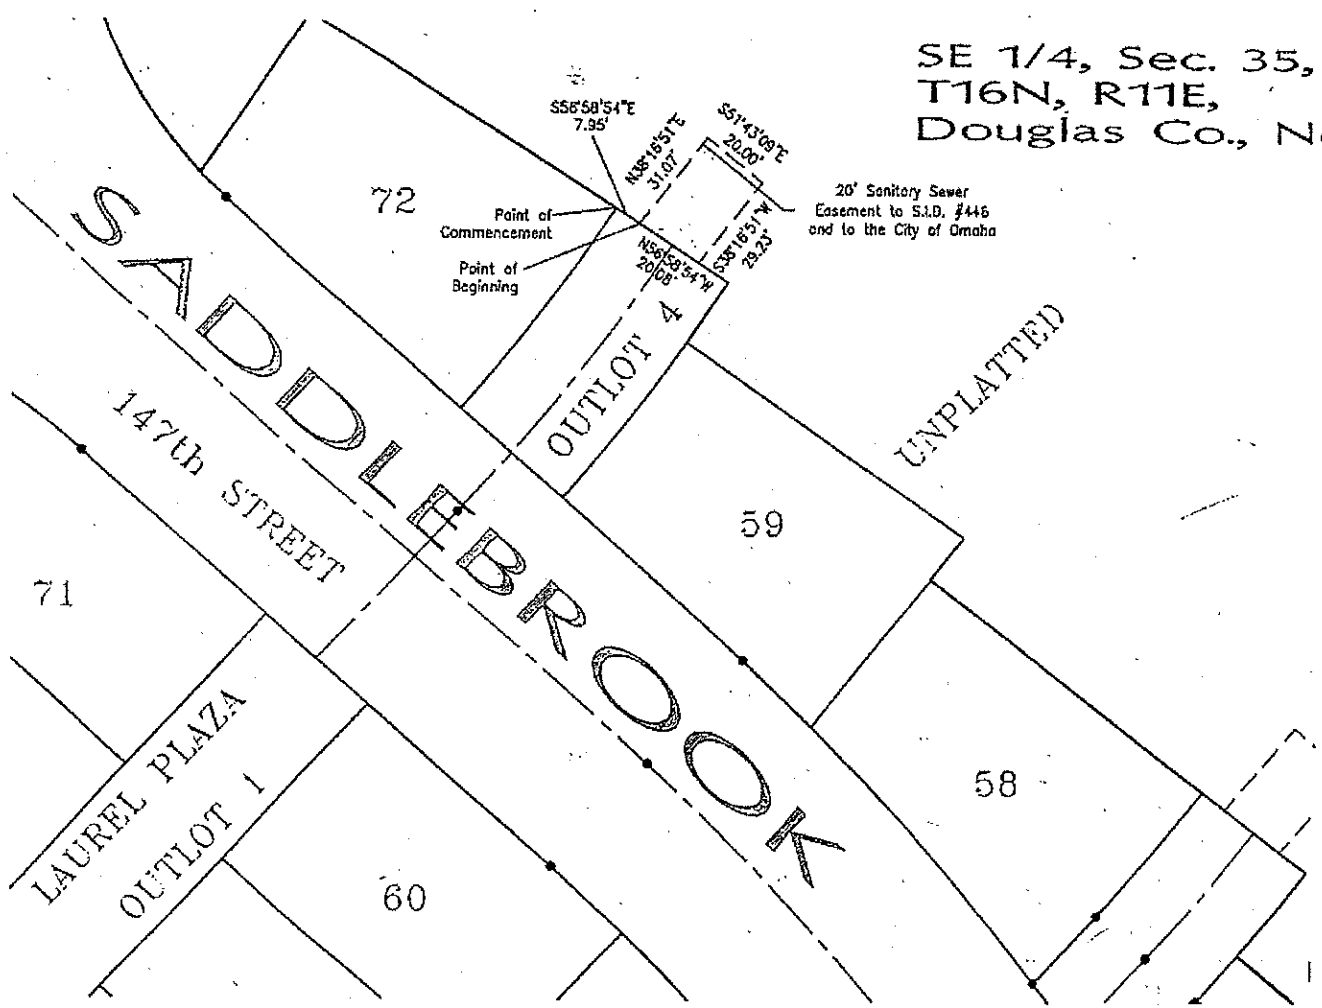 SE 1/4, Sec. 35,
T16N, R11E,
Douglas Co.,
S56°58'54"E
7.95'
N38°16'51"E
31.07'
S51°43'09"E
20.00'
20' Sanitary Sewer
Easement to S.I.D. #446
and to the City of Omaha
72
Point of
Commencement
Point of
Beginning
N56°58'54"W
20.08'
S38°16'51"W
29.23'
OUTLOT 4
UNPLATTED
SADDLEBROOK
147th STREET
59
71
LAUREL PLAZA
OUTLOT 1
58
60